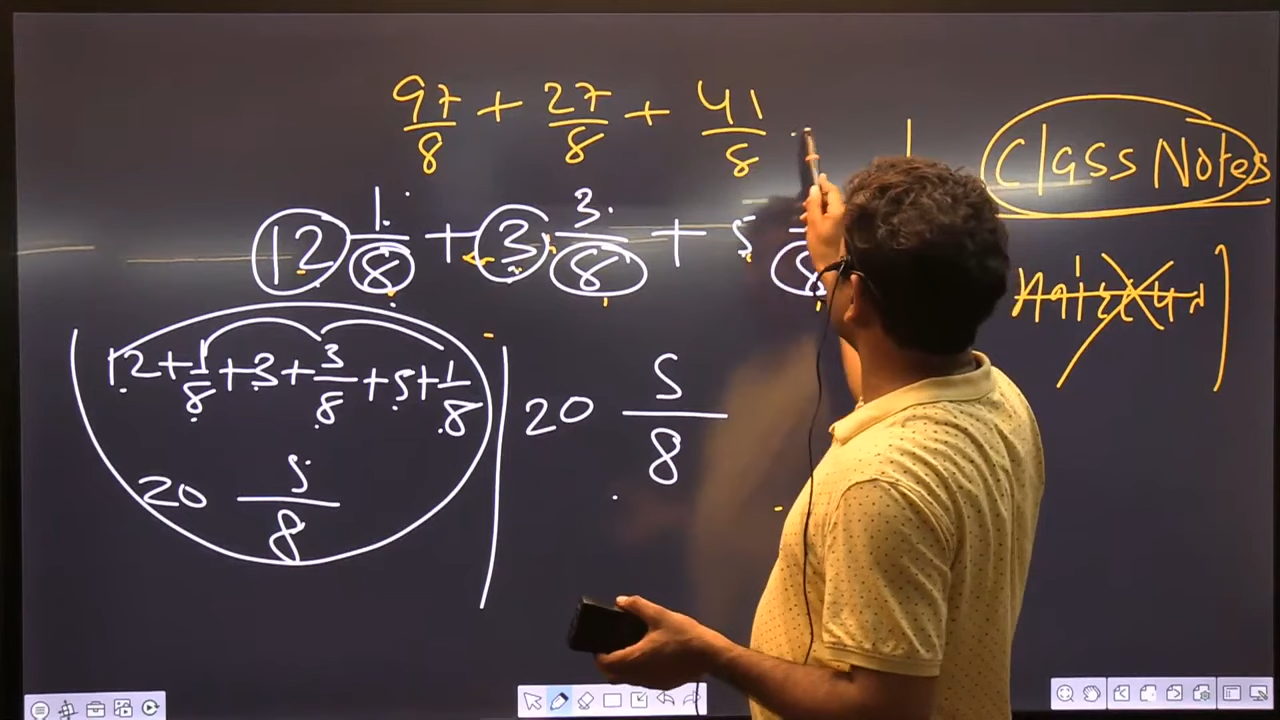 97/8 + 27/8 + 41/8
Class Notes
12 1/8 + 3 3/8 + 5 /8
12 + 1/8 + 3 + 3/8 + 5 + 1/8
20 5/8
20 5/8